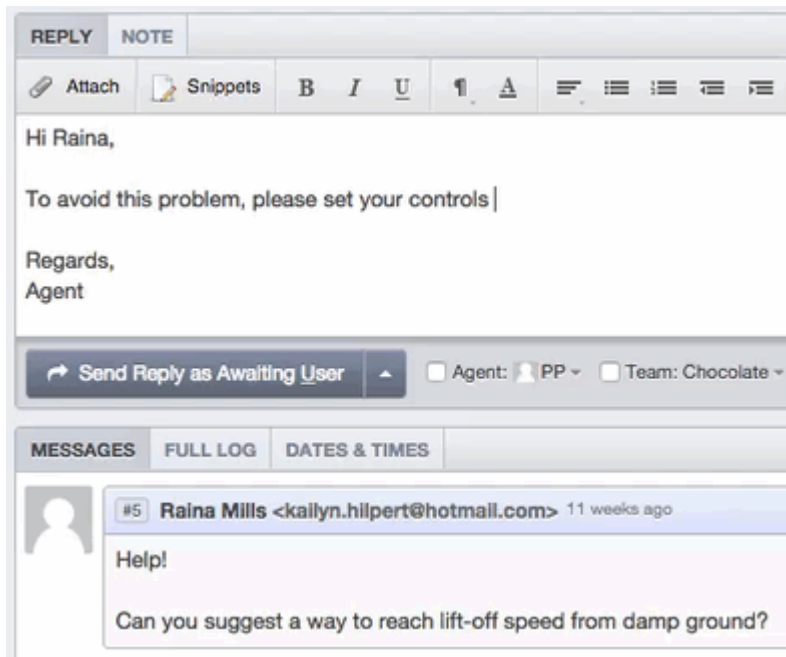 REPLY NOTE
Attach Snippets B I U ¶ A
Hi Raina,
To avoid this problem, please set your controls
Regards,
Agent
Send Reply as Awaiting User Agent: PP Team: Chocolate
MESSAGES FULL LOG DATES & TIMES
#5 Raina Mills <kailyn.hilpert@hotmail.com> 11 weeks ago
Help!
Can you suggest a way to reach lift-off speed from damp ground?